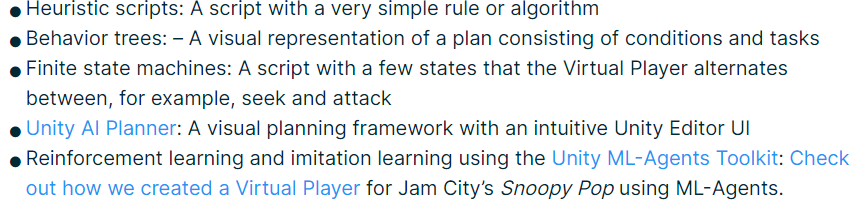 ● Heuristic scripts: A script with a very simple rule or algorithm
● Behavior trees: – A visual representation of a plan consisting of conditions and tasks
● Finite state machines: A script with a few states that the Virtual Player alternates
between, for example, seek and attack
● Unity AI Planner: A visual planning framework with an intuitive Unity Editor UI
● Reinforcement learning and imitation learning using the Unity ML-Agents Toolkit: Check
out how we created a Virtual Player for Jam City’s Snoopy Pop using ML-Agents.